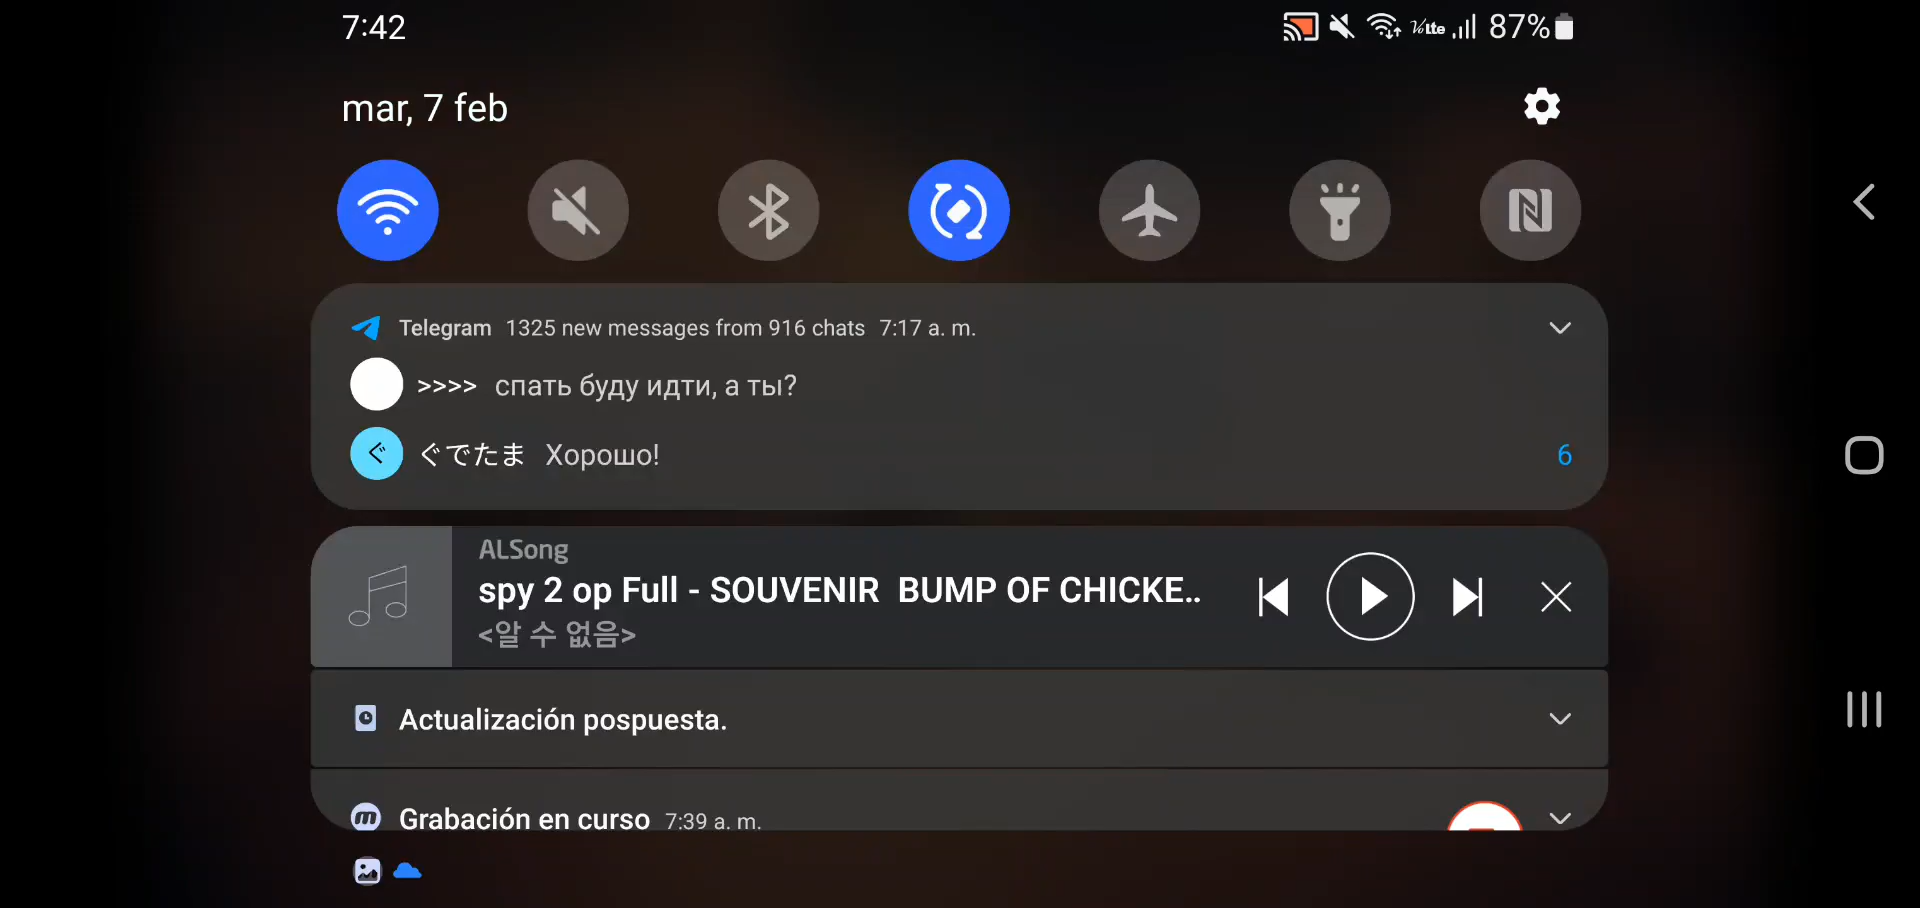 7:42
VoLte 87%
mar, 7 feb
Telegram 1325 new messages from 916 chats 7:17 a. m.
>>>> спать буду идти, а ты?
ぐ ぐでたま Хорошо! 6
ALSong
spy 2 op Full - SOUVENIR BUMP OF CHICKE..
<알 수 없음>
Actualización pospuesta.
m Grabación en curso 7:39 a. m.